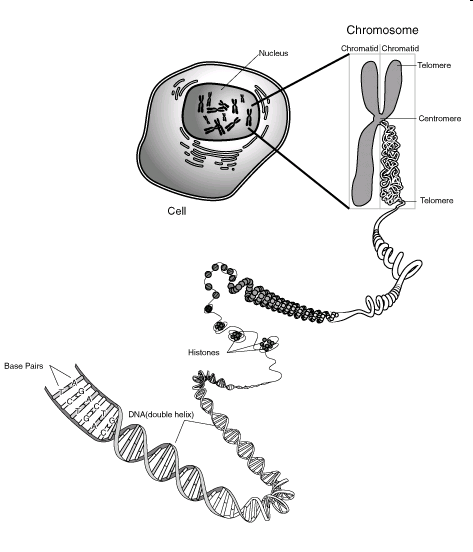 Chromosome
Chromatid Chromatid
Nucleus
Telomere
Centromere
Telomere
Cell
Histones
Base Pairs
DNA(double helix)